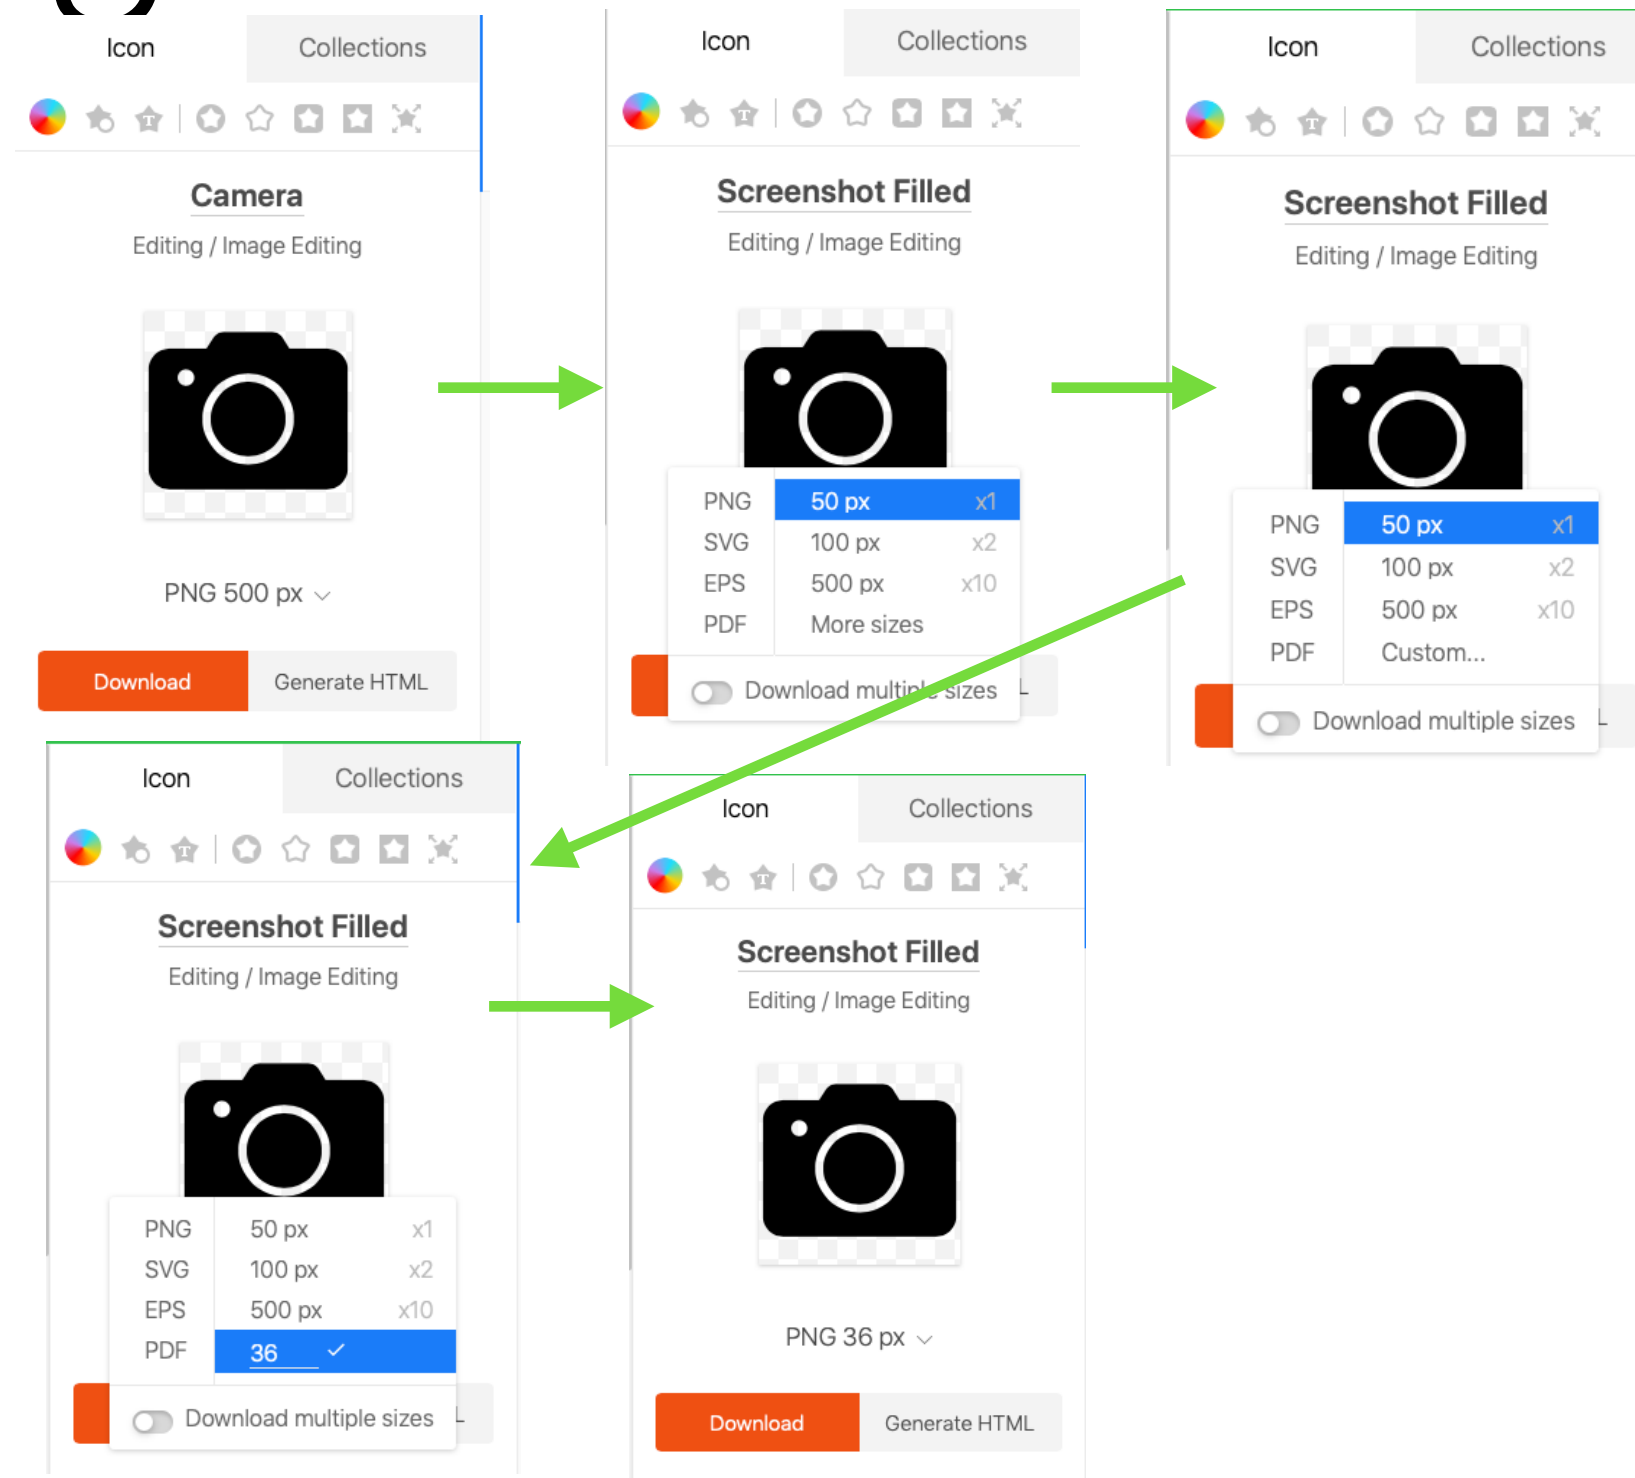 Icon Collections
Camera
Editing / Image Editing
PNG 500 px
Download Generate HTML
Icon Collections
Screenshot Filled
Editing / Image Editing
PNG 50 px x1
SVG 100 px x2
EPS 500 px x10
PDF More sizes
Download multiple sizes L
Icon Collections
Screenshot Filled
Editing / Image Editing
PNG 50 px x1
SVG 100 px x2
EPS 500 px x10
PDF Custom...
Download multiple sizes L
Icon Collections
Screenshot Filled
Editing / Image Editing
PNG 50 px x1
SVG 100 px x2
EPS 500 px x10
PDF 36
Download multiple sizes L
Icon Collections
Screenshot Filled
Editing / Image Editing
PNG 36 px
Download Generate HTML